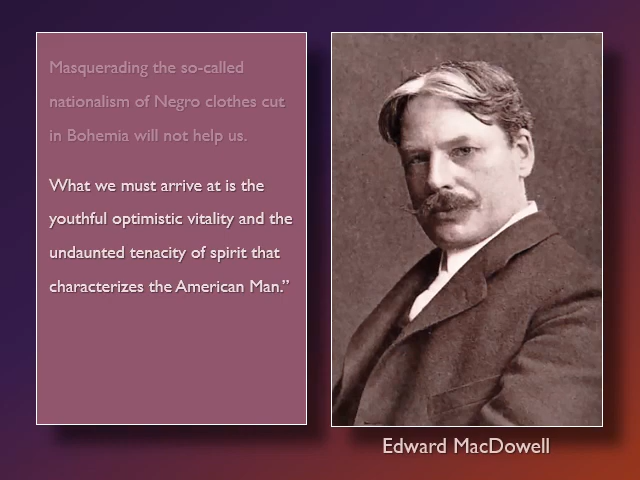 Masquerading the so-called
nationalism of Negro clothes cut
in Bohemia will not help us.
What we must arrive at is the
youthful optimistic vitality and the
undaunted tenacity of spirit that
characterizes the American Man.”
Edward MacDowell